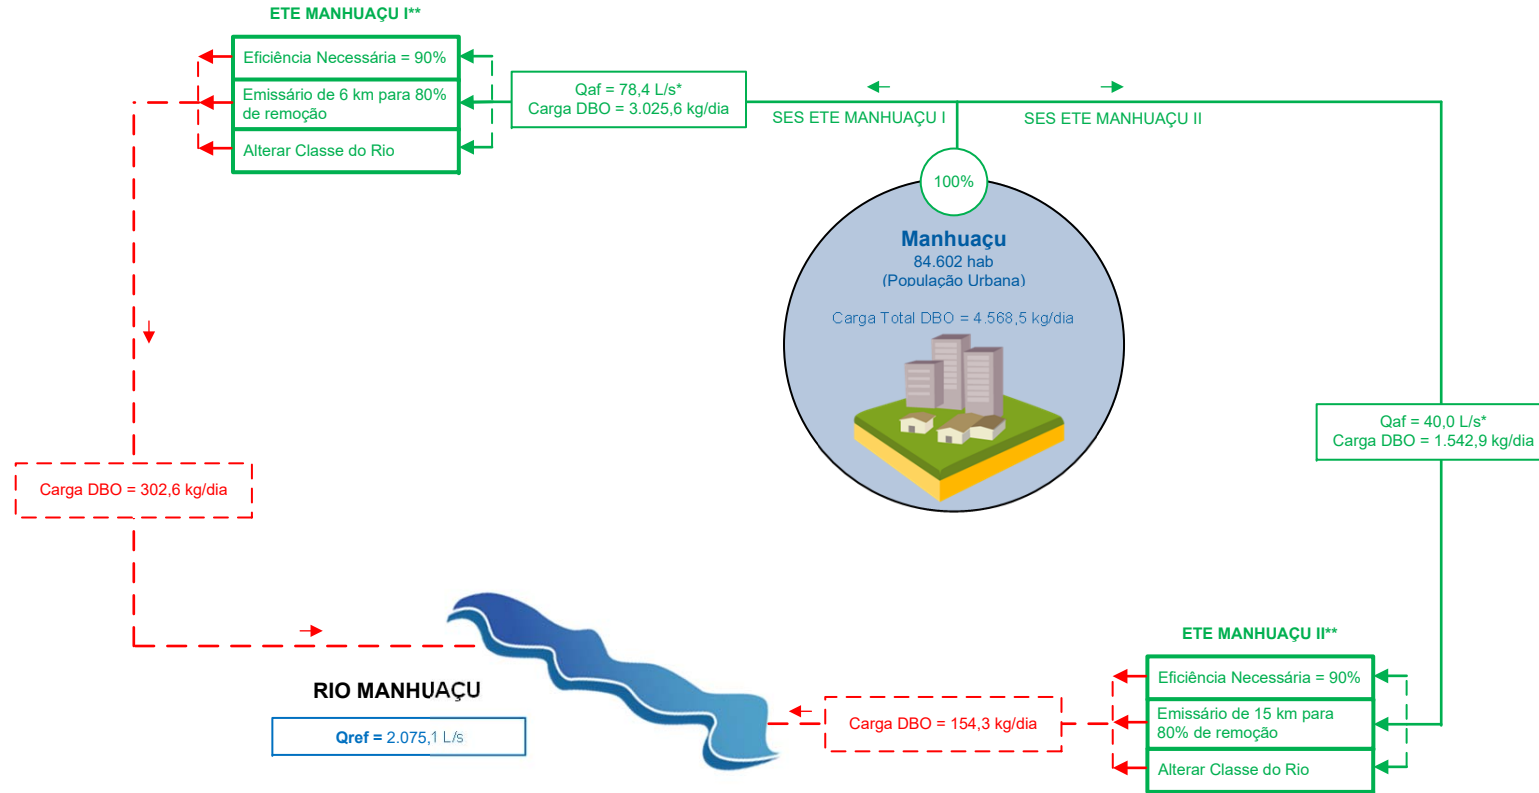 ETE MANHUAÇU I**
Eficiência Necessária = 90%
Emissário de 6 km para 80%
de remoção
Alterar Classe do Rio
Qaf = 78,4 L/s*
Carga DBO = 3.025,6 kg/dia
SES ETE MANHUAÇU I
SES ETE MANHUAÇU II
100%
Manhuaçu
84.602 hab
(População Urbana)
Carga Total DBO = 4.568,5 kg/dia
Qaf = 40,0 L/s*
Carga DBO = 1.542,9 kg/dia
Carga DBO = 302,6 kg/dia
RIO MANHUAÇU
Qref = 2.075,1 L/s
Carga DBO = 154,3 kg/dia
ETE MANHUAÇU II**
Eficiência Necessária = 90%
Emissário de 15 km para
80% de remoção
Alterar Classe do Rio